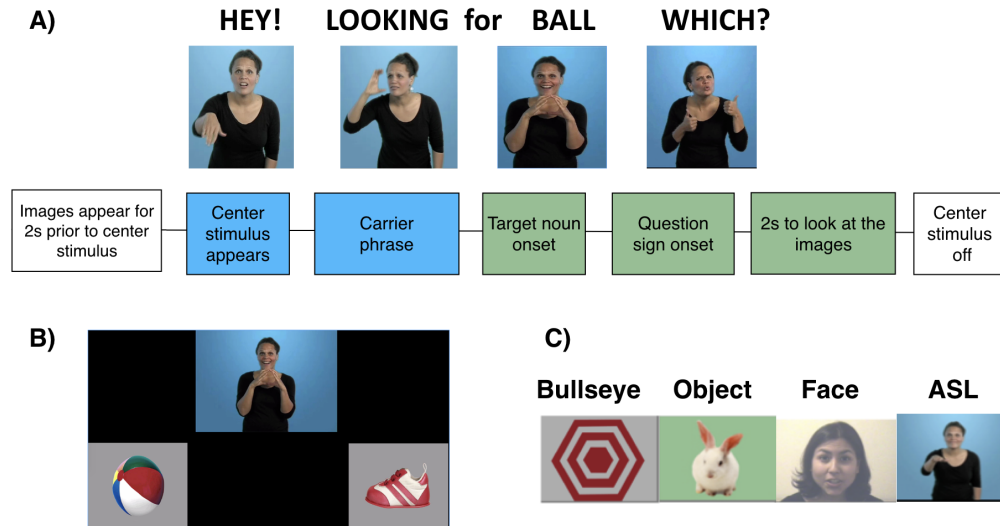 A)
HEY! LOOKING for BALL WHICH?
Images appear for
2s prior to center
stimulus
Center
stimulus
appears
Carrier
phrase
Target noun
onset
Question
sign onset
2s to look at the
images
Center
stimulus
off
B)
C)
Bullseye Object Face ASL